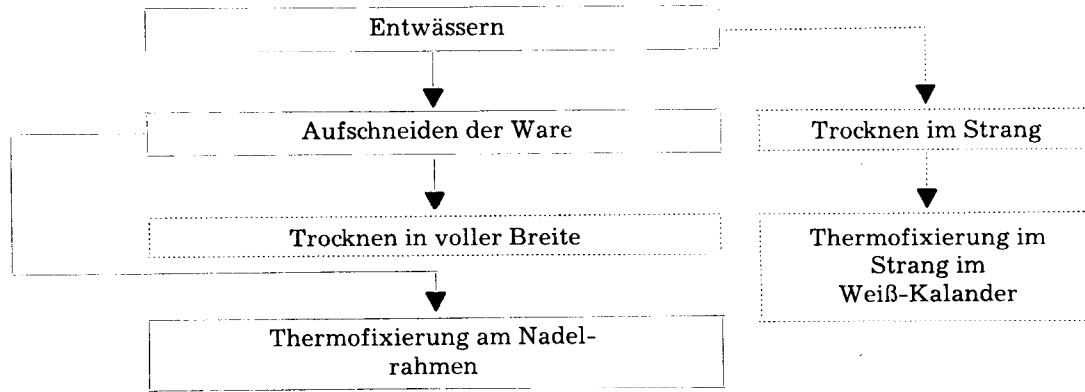 Entwässern
Aufschneiden der Ware
Trocknen im Strang
Trocknen in voller Breite
Thermofixierung im
Strang im
Weiß-Kalander
Thermofixierung am Nadel-
rahmen